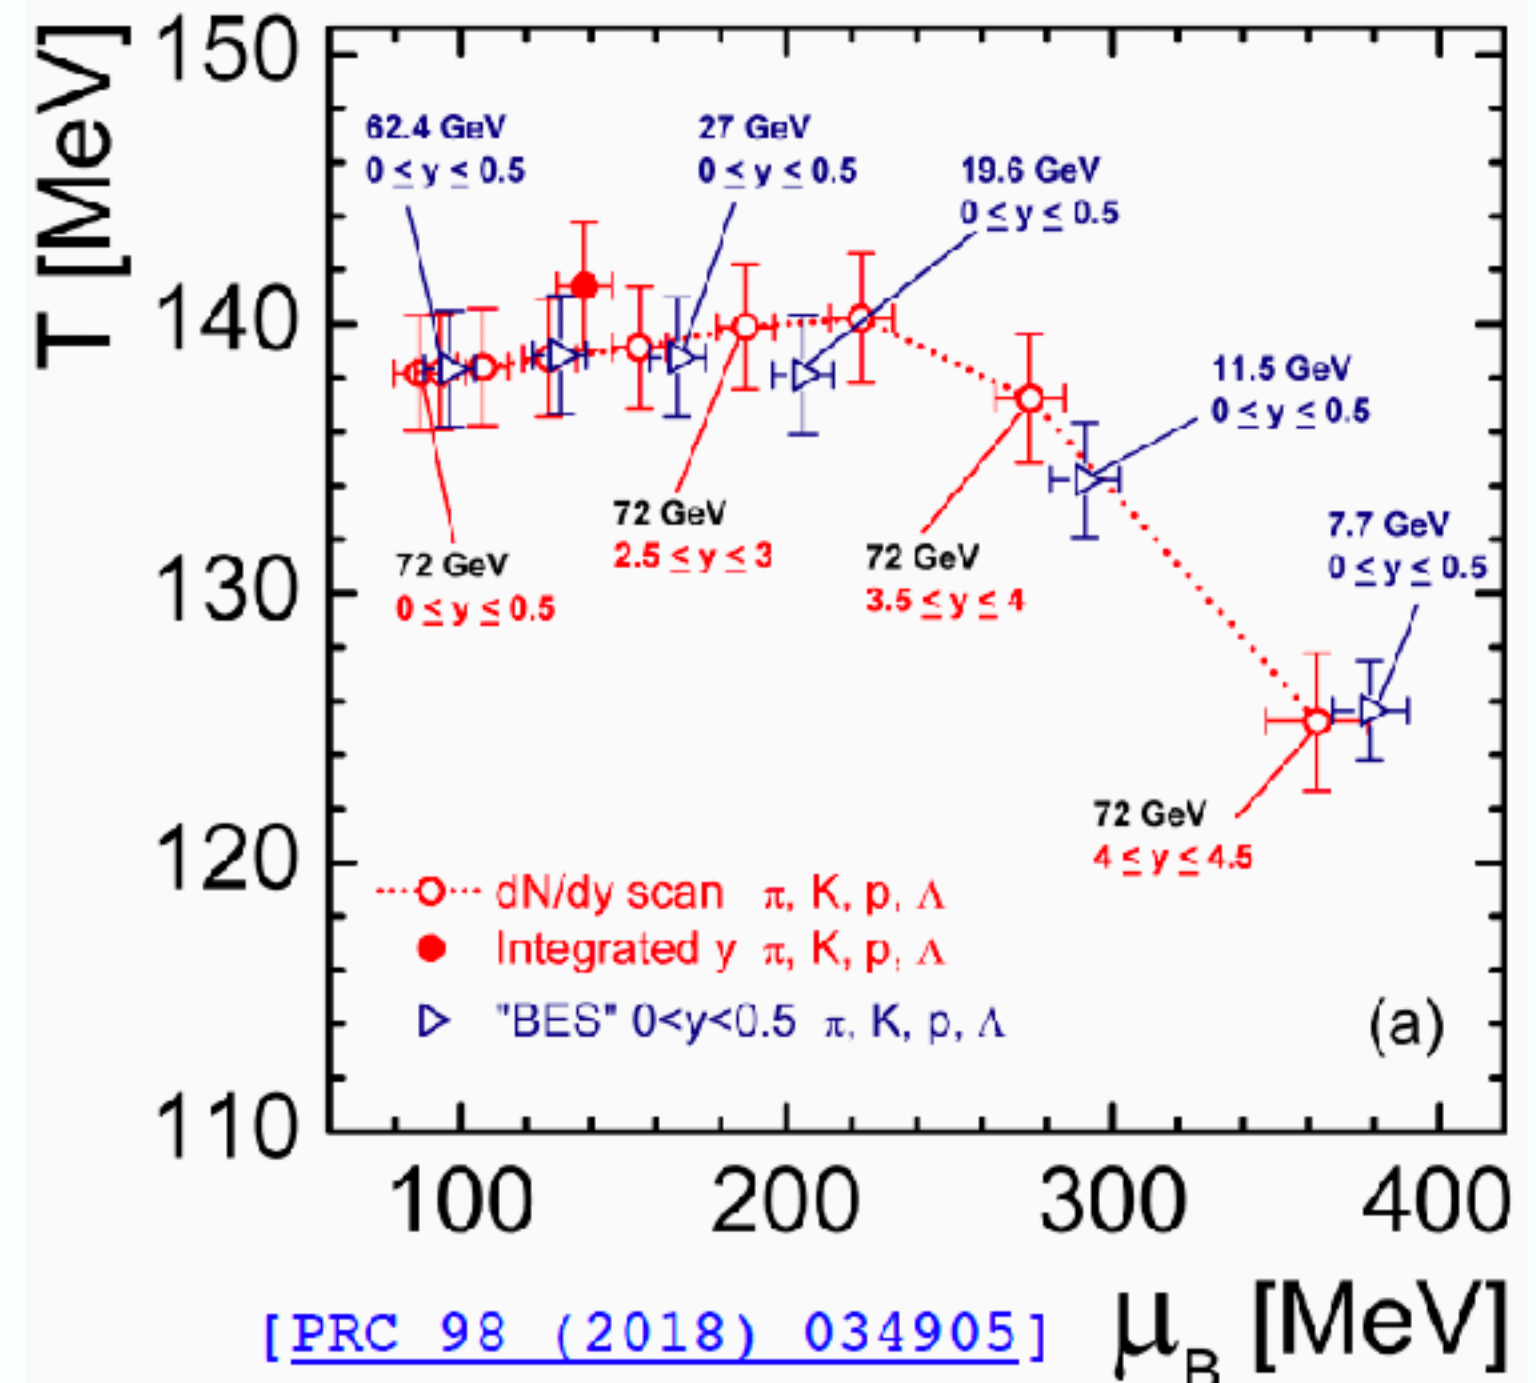 T [MeV]
150
140
130
120
110
62.4 GeV
0 ≤ y ≤ 0.5
27 GeV
0 ≤ y ≤ 0.5
19.6 GeV
0 ≤ y ≤ 0.5
11.5 GeV
0 ≤ y ≤ 0.5
7.7 GeV
0 ≤ y ≤ 0.5
72 GeV
0 ≤ y ≤ 0.5
72 GeV
2.5 ≤ y ≤ 3
72 GeV
3.5 ≤ y ≤ 4
72 GeV
4 ≤ y ≤ 4.5
dN/dy scan π, K, p, Λ
Integrated y π, K, p, Λ
"BES" 0<y<0.5 π, K, p, Λ
(a)
100 200 300 400
μB [MeV]
[PRC 98 (2018) 034905]